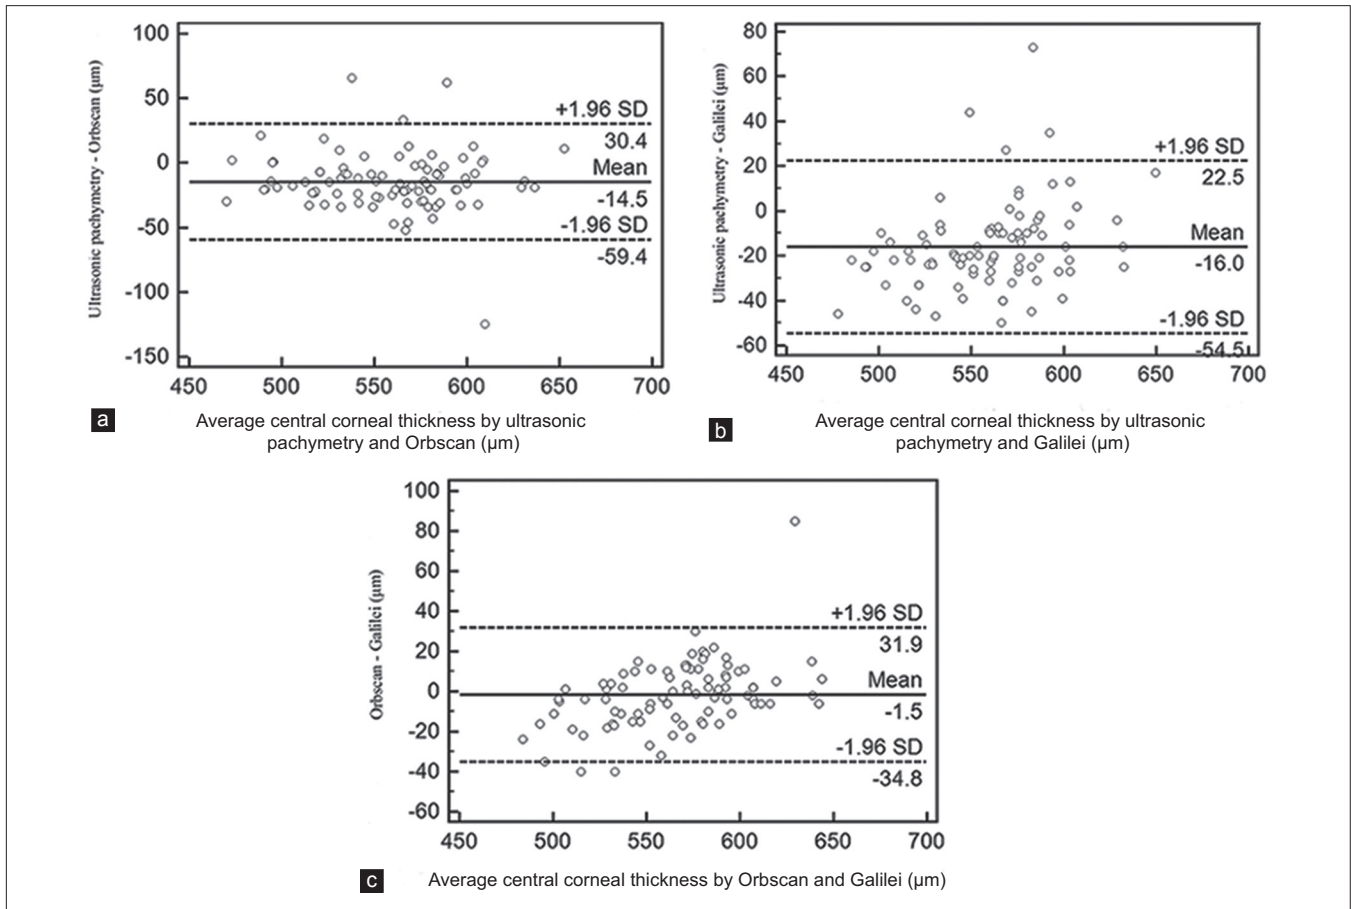 100
50
0
-50
-100
-150
Ultrasonic pachymetry - Orbscan (µm)
+1.96 SD
30.4
Mean
-14.5
-1.96 SD
-59.4
450 500 550 600 650 700
a
Average central corneal thickness by ultrasonic
pachymetry and Orbscan (µm)
80
60
40
20
0
-20
-40
-60
Ultrasonic pachymetry - Galilei (µm)
+1.96 SD
22.5
Mean
-16.0
-1.96 SD
-54.5
450 500 550 600 650 700
b
Average central corneal thickness by ultrasonic
pachymetry and Galilei (µm)
100
80
60
40
20
0
-20
-40
-60
Orbscan - Galilei (µm)
+1.96 SD
31.9
Mean
-1.5
-1.96 SD
-34.8
450 500 550 600 650 700
c
Average central corneal thickness by Orbscan and Galilei (µm)